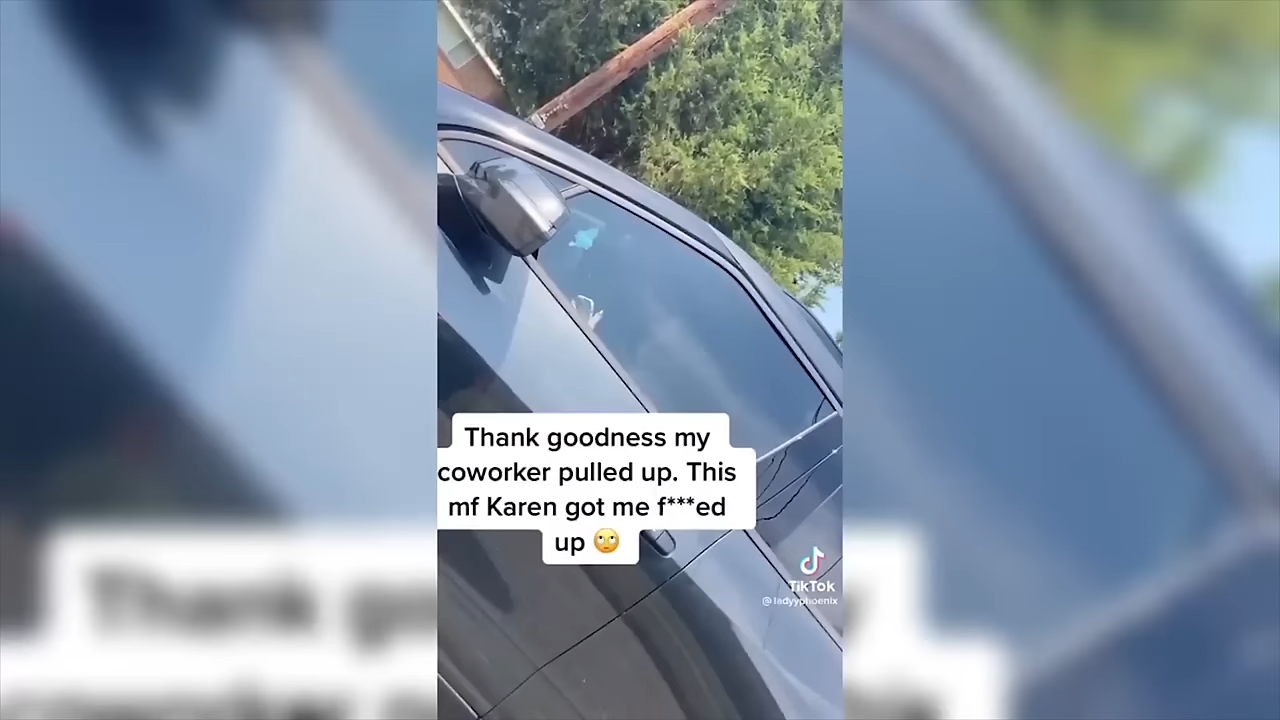 Thank goodness my
coworker pulled up. This
mf Karen got me f***ed
up 🙄
TikTok
@ladyyphoenix